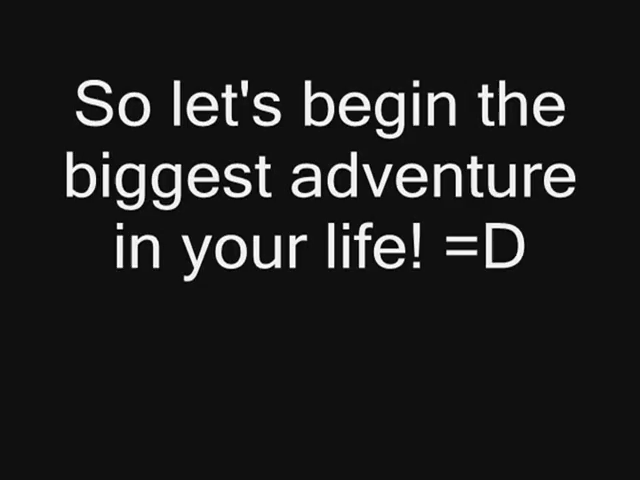 So let's begin the
biggest adventure
in your life! =D